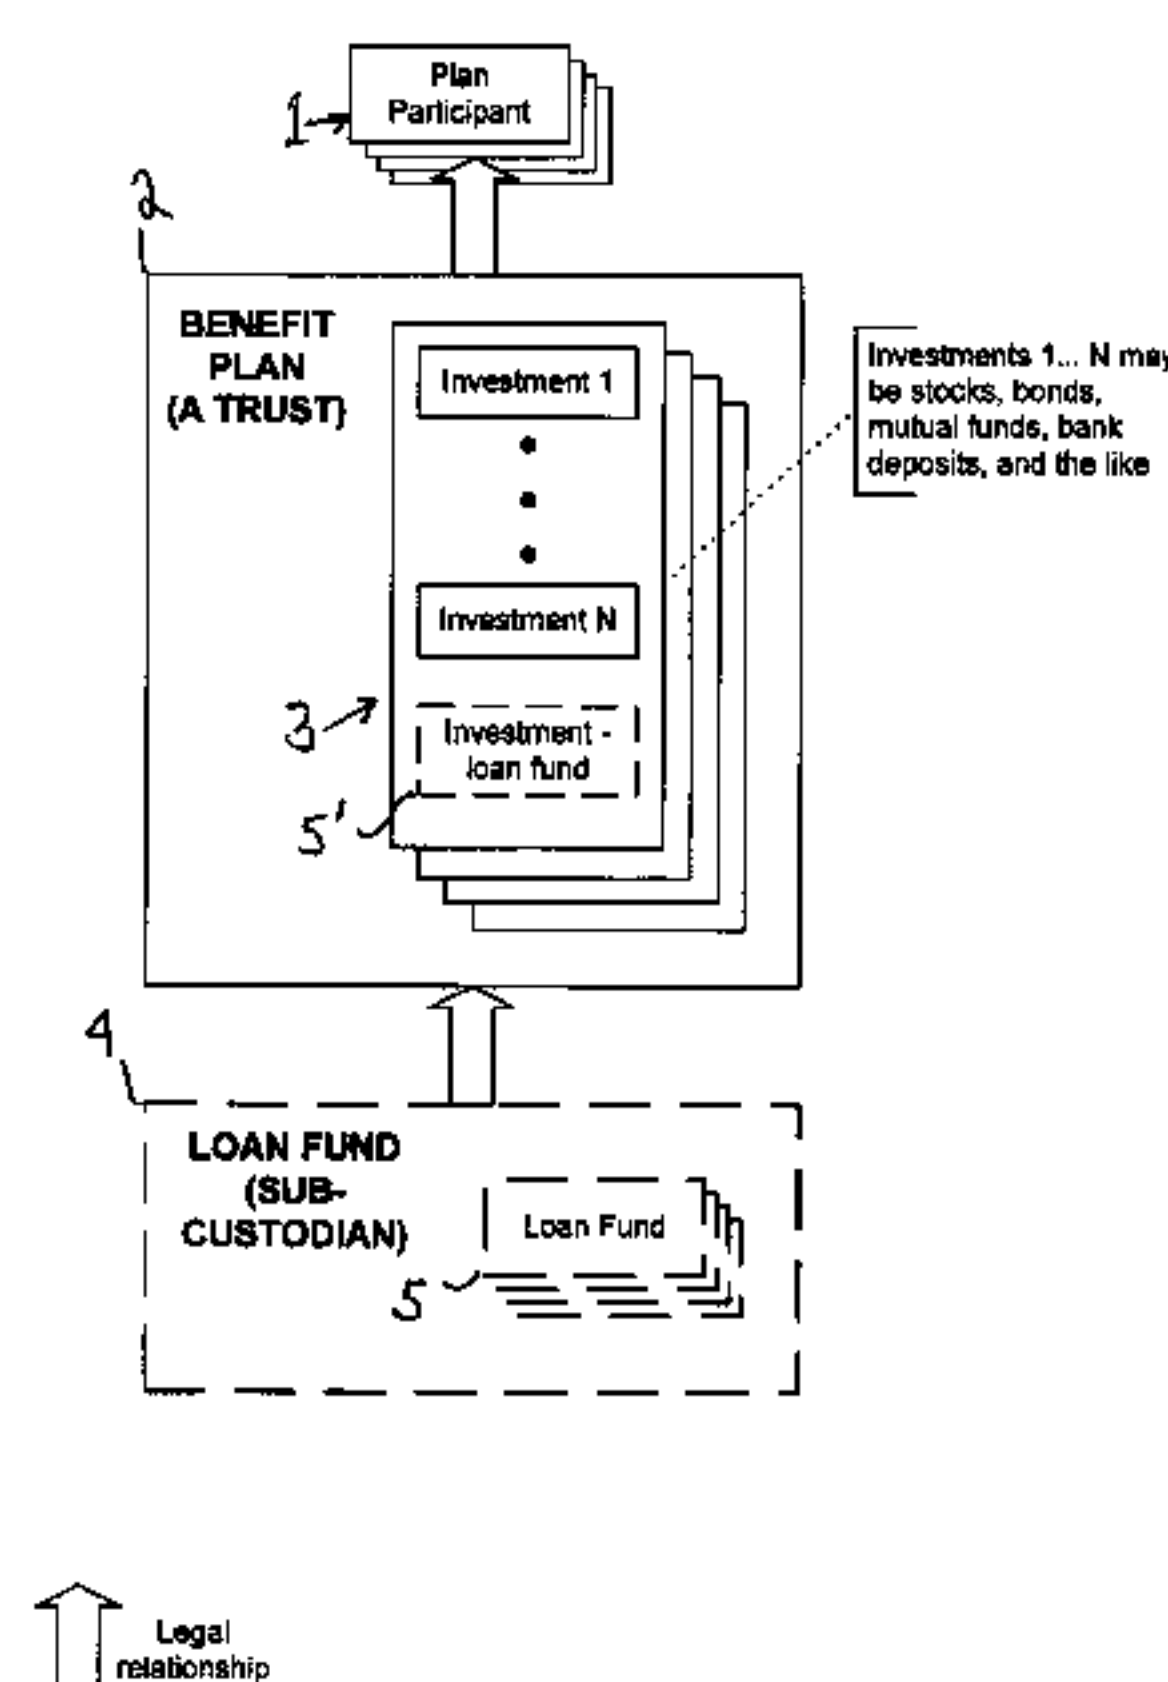 Plan
Participant
1
2
BENEFIT
PLAN
(A TRUST)
Investment 1
Investments 1... N may
be stocks, bonds,
mutual funds, bank
deposits, and the like
Investment N
3
Investment -
loan fund
5'
4
LOAN FUND
(SUB-
CUSTODIAN)
Loan Fund
5
Legal
relationship